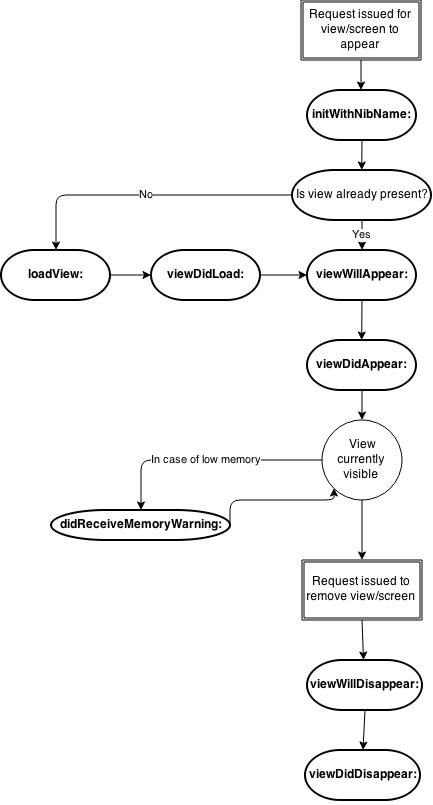 Request issued for
view/screen to
appear
initWithNibName:
Is view already present?
No
Yes
loadView:
viewDidLoad:
viewWillAppear:
viewDidAppear:
View
currently
visible
In case of low memory
didReceiveMemoryWarning:
Request issued to
remove view/screen
viewWillDisappear:
viewDidDisappear: